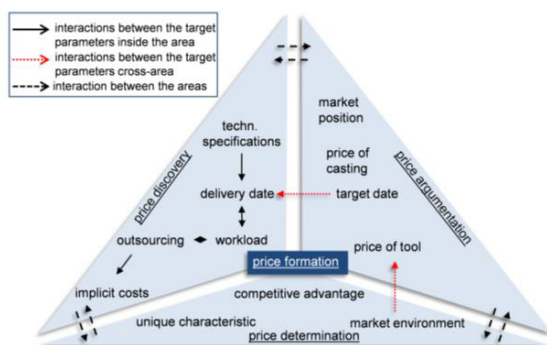 interactions between the target
parameters inside the area
interactions between the target
parameters cross-area
interaction between the areas
market
position
techn.
specifications
price of
casting
price discovery
price argumentation
delivery date
target date
outsourcing
workload
price of tool
price formation
implicit costs
competitive advantage
unique characteristic
market environment
price determination